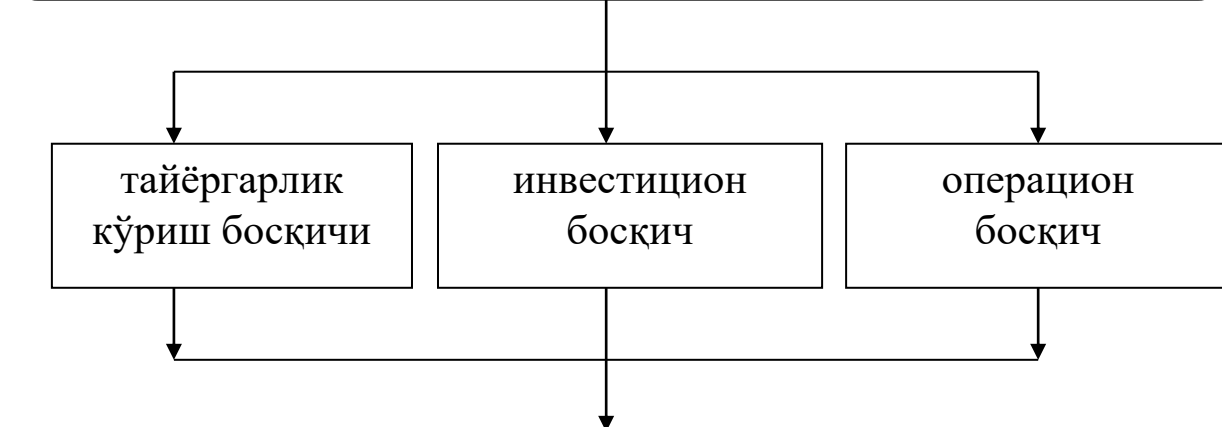 тайёргарлик
кўриш босқичи
инвестицион
босқич
операцион
босқич